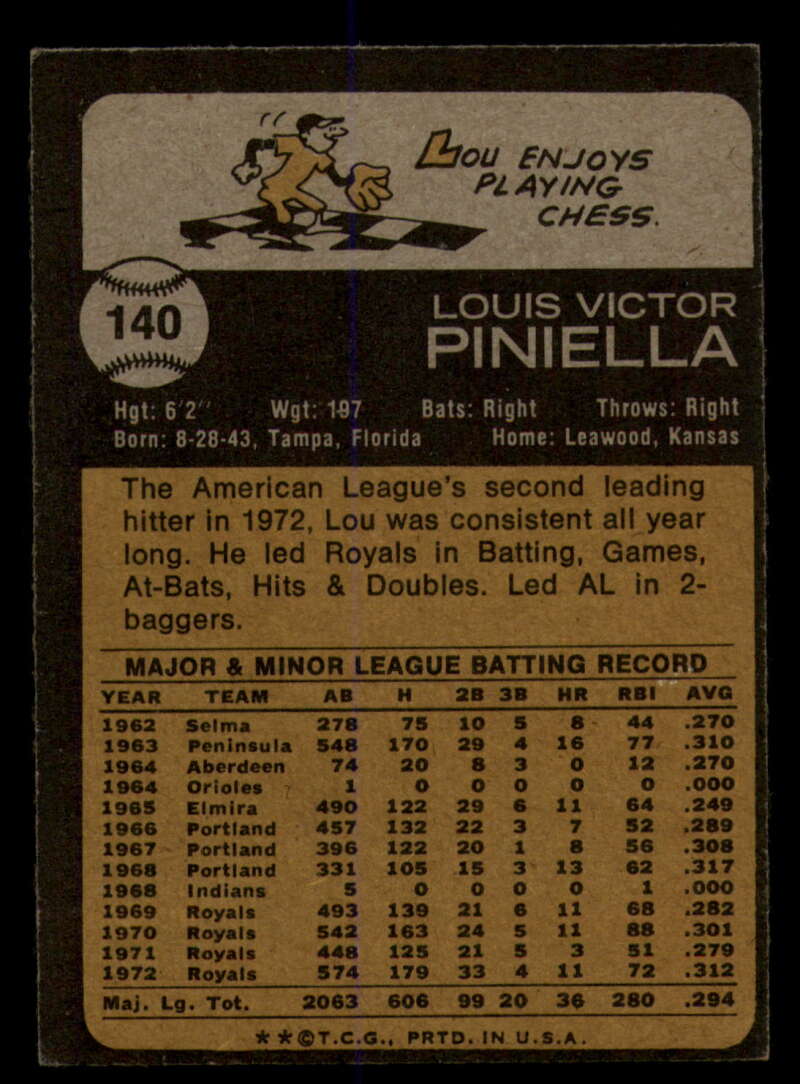 LOU ENJOYS
PLAYING
CHESS.
140
LOUIS VICTOR
PINIELLA
Hgt: 6'2" Wgt: 197 Bats: Right Throws: Right
Born: 8-28-43, Tampa, Florida Home: Leawood, Kansas
The American League's second leading
hitter in 1972, Lou was consistent all year
long. He led Royals in Batting, Games,
At-Bats, Hits & Doubles. Led AL in 2-
baggers.
MAJOR & MINOR LEAGUE BATTING RECORD
YEAR TEAM AB H 2B 3B HR RBI AVG
1962 Selma 278 75 10 5 8 44 .270
1963 Peninsula 548 170 29 4 16 77 .310
1964 Aberdeen 74 20 8 3 0 12 .270
1964 Orioles 1 0 0 0 0 0 .000
1965 Elmira 490 122 29 6 11 64 .249
1966 Portland 457 132 22 3 7 52 .289
1967 Portland 396 122 20 1 8 56 .308
1968 Portland 331 105 15 3 13 62 .317
1968 Indians 5 0 0 0 0 1 .000
1969 Royals 493 139 21 6 11 68 .282
1970 Royals 542 163 24 5 11 88 .301
1971 Royals 448 125 21 5 3 51 .279
1972 Royals 574 179 33 4 11 72 .312
Maj. Lg. Tot. 2063 606 99 20 36 280 .294
* * © T.C.G., PRTD. IN U.S.A.